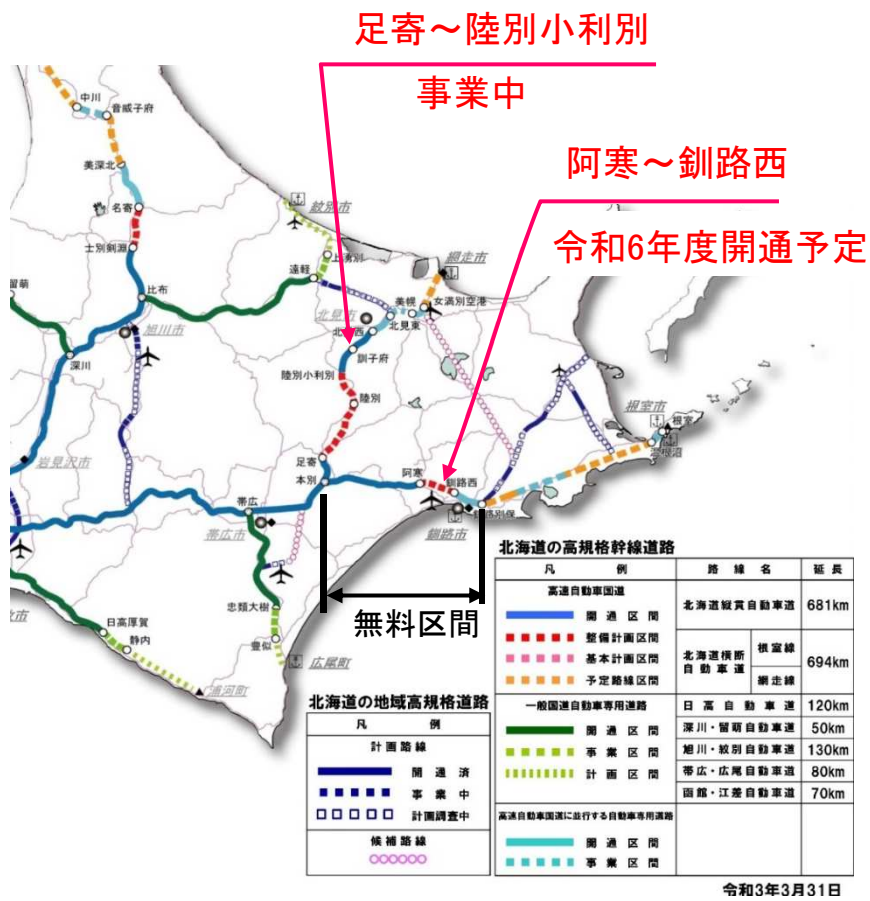 足寄～陸別小利別
事業中
阿寒～釧路西
令和6年度開通予定
中川
音威子府
美深北
名寄
士別剣淵
紋別市
上湧別
遠軽
網走市
女満別空港
美幌
北見東
北見市
訓子府
陸別小利別
陸別
留萌
比布
旭川市
深川
岩見沢市
足寄
本別
阿寒
釧路西
釧路市
根室市
根室
温根沼
帯広
帯広市
忠類大樹
豊似
広尾町
日高厚賀
静内
浦河町
無料区間
北海道の高規格幹線道路
凡 例
路線名
延長
高速自動車国道
開通区間
整備計画区間
基本計画区間
予定路線区間
北海道縦貫自動車道
681km
北海道横断自動車道
根室線
網走線
694km
一般国道自動車専用道路
開通区間
事業区間
計画区間
日高自動車道
120km
深川・留萌自動車道
50km
旭川・紋別自動車道
130km
帯広・広尾自動車道
80km
函館・江差自動車道
70km
高速自動車国道に並行する自動車専用道路
開通区間
事業区間
北海道の地域高規格道路
凡 例
計画路線
開通済
事業中
計画調査中
候補路線
令和3年3月31日